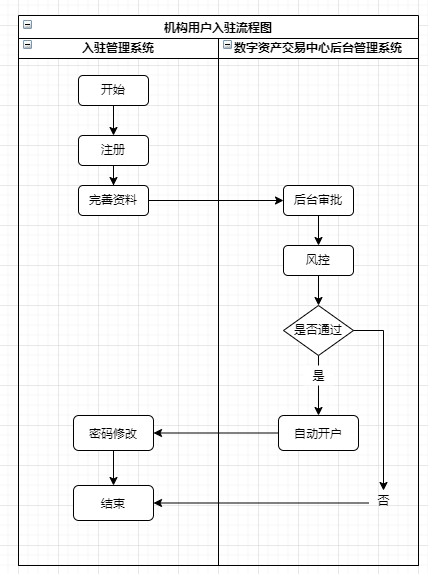 机构用户入驻流程图
入驻管理系统
数字资产交易中心后台管理系统
开始
注册
完善资料
后台审批
风控
是否通过
是
密码修改
自动开户
结束
否